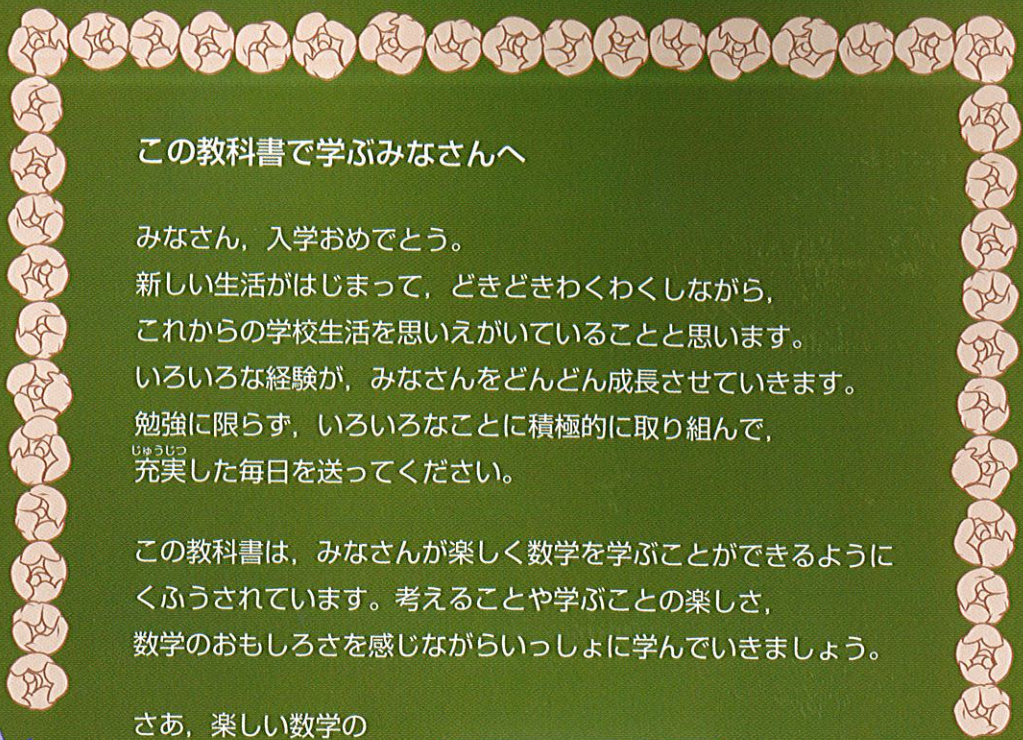 この教科書で学ぶみなさんへ
みなさん，入学おめでとう。
新しい生活がはじまって，どきどきわくわくしながら，
これからの学校生活を思いえがいていることと思います。
いろいろな経験が，みなさんをどんどん成長させていきます。
勉強に限らず，いろいろなことに積極的に取り組んで，
じゅうじつ
充実した毎日を送ってください。
この教科書は，みなさんが楽しく数学を学ぶことができるように
くふうされています。考えることや学ぶことの楽しさ，
数学のおもしろさを感じながらいっしょに学んでいきましょう。
さあ，楽しい数学の